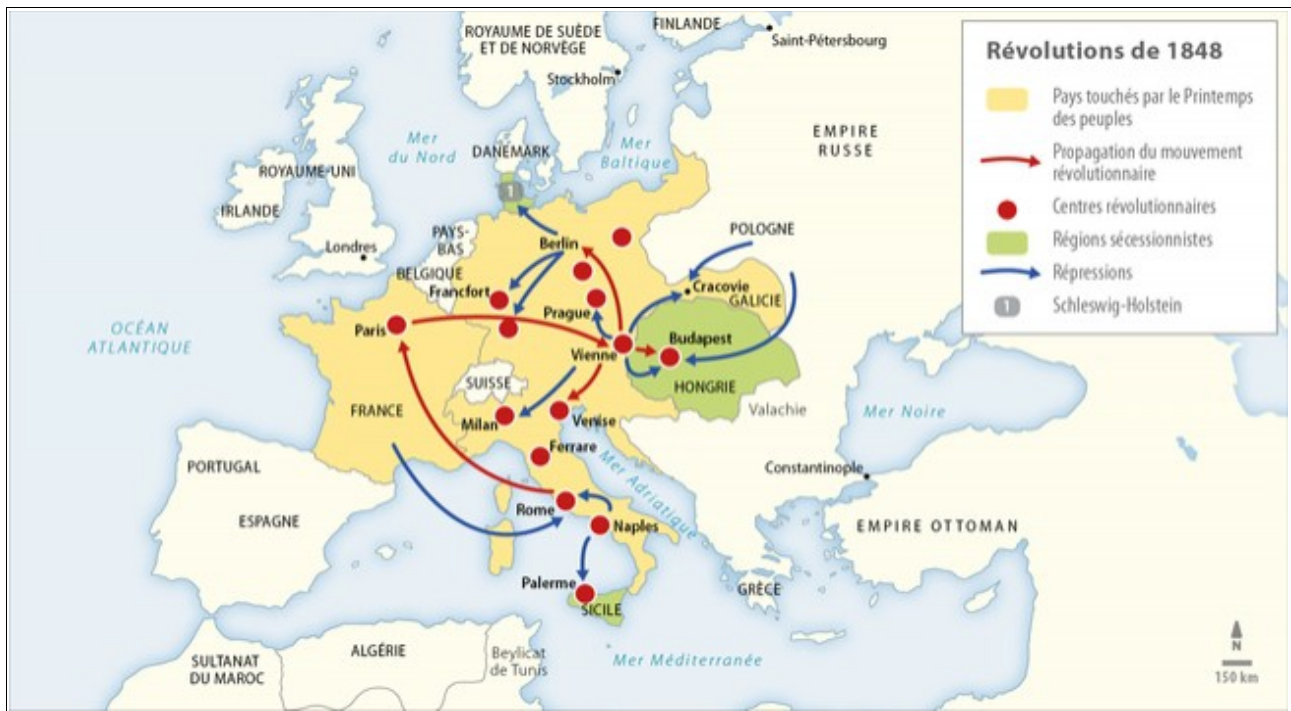 ROYAUME DE SUÈDE
ET DE NORVÈGE
FINLANDE
Saint-Pétersbourg
Stockholm
EMPIRE
RUSSE
Mer
du Nord
DANEMARK
Mer
Baltique
1
ROYAUME-UNI
IRLANDE
Londres
PAYS-
BAS
BELGIQUE
Berlin
POLOGNE
Francfort
Prague
Cracovie
GALICIE
OCÉAN
ATLANTIQUE
Paris
Vienne
Budapest
HONGRIE
SUISSE
FRANCE
Milan
Venise
Valachie
Mer Noire
Ferrare
Mer Adriatique
PORTUGAL
ESPAGNE
Constantinople
Rome
Naples
EMPIRE OTTOMAN
Palerme
SICILE
GRÈCE
SULTANAT
DU MAROC
ALGÉRIE
Beylicat
de Tunis
Mer Méditerranée
Révolutions de 1848
Pays touchés par le Printemps
des peuples
Propagation du mouvement
révolutionnaire
Centres révolutionnaires
Régions sécessionnistes
Répressions
1 Schleswig-Holstein
N
150 km